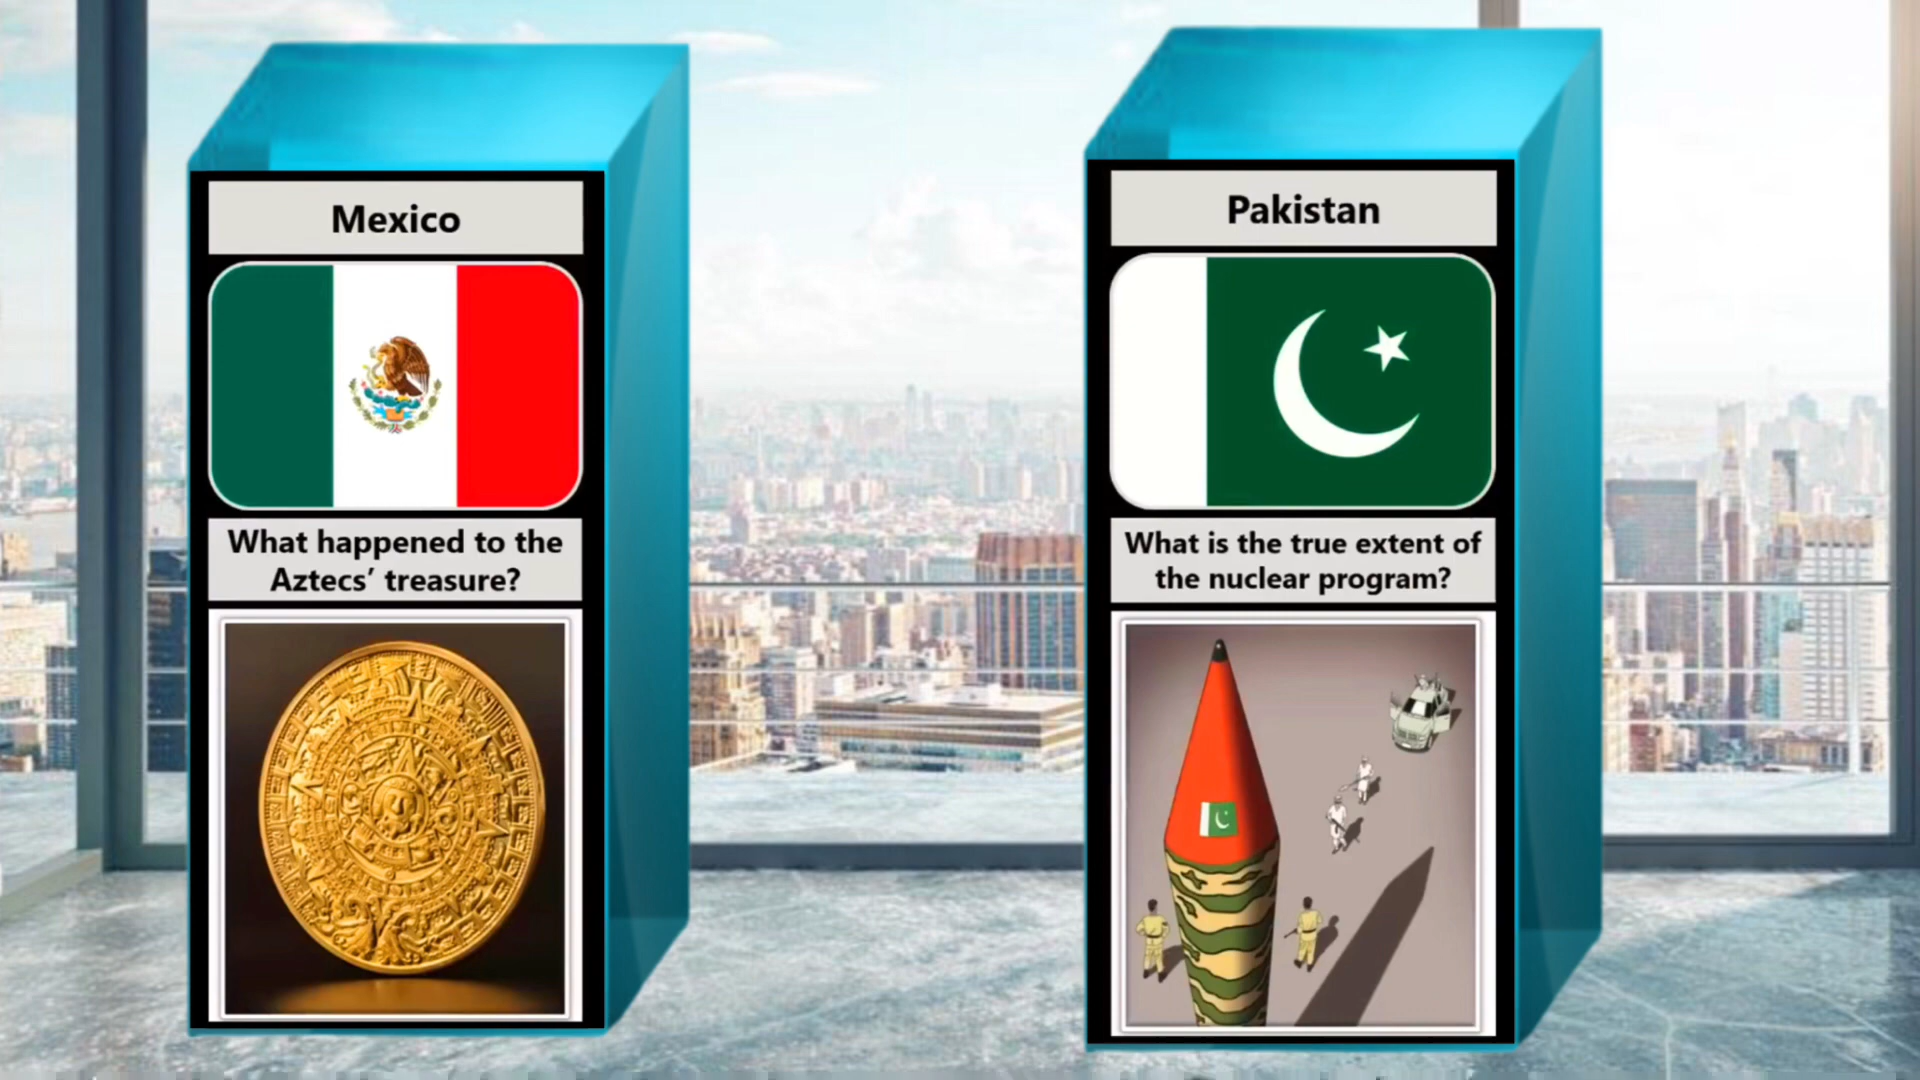 Mexico
What happened to the
Aztecs’ treasure?
Pakistan
What is the true extent of
the nuclear program?